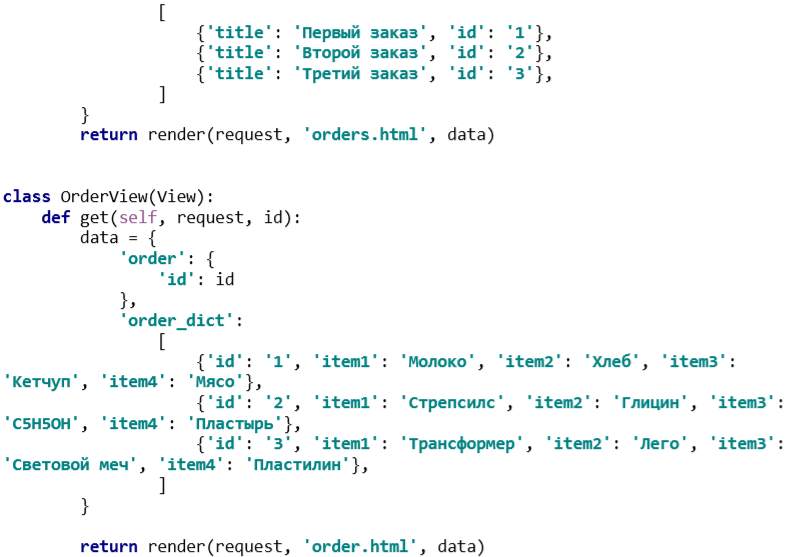 [
{'title': 'Первый заказ', 'id': '1'},
{'title': 'Второй заказ', 'id': '2'},
{'title': 'Третий заказ', 'id': '3'},
]
}
return render(request, 'orders.html', data)
class OrderView(View):
def get(self, request, id):
data = {
'order': {
'id': id
},
'order_dict':
[
{'id': '1', 'item1': 'Молоко', 'item2': 'Хлеб', 'item3':
'Кетчуп', 'item4': 'Мясо'},
{'id': '2', 'item1': 'Стрепсилс', 'item2': 'Глицин', 'item3':
'C5H5OH', 'item4': 'Пластырь'},
{'id': '3', 'item1': 'Трансформер', 'item2': 'Лего', 'item3':
'Световой меч', 'item4': 'Пластилин'},
]
}
return render(request, 'order.html', data)